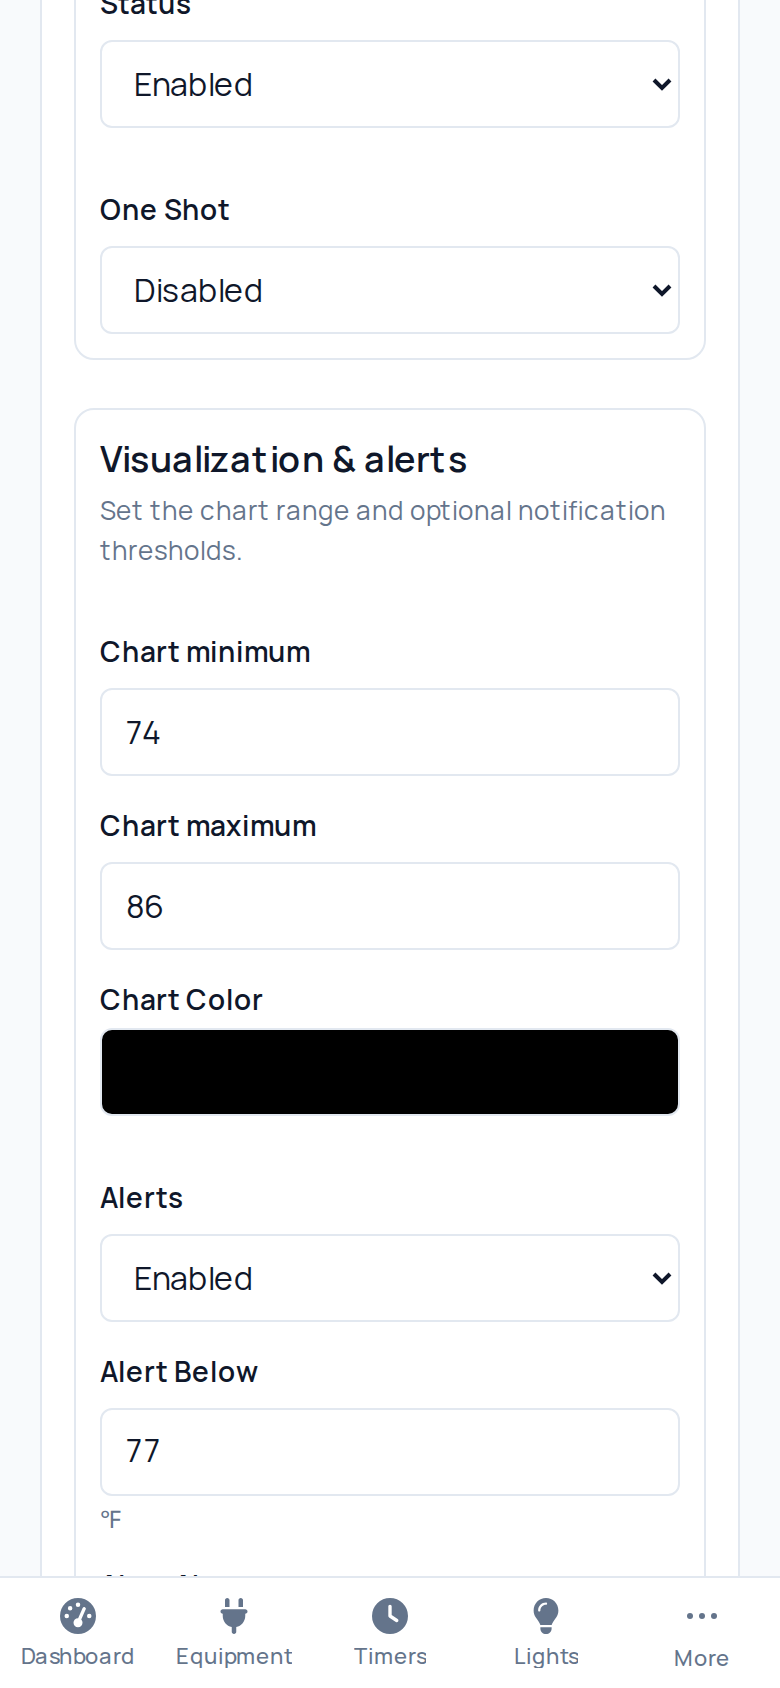 Status
Enabled
One Shot
Disabled
Visualization & alerts
Set the chart range and optional notification
thresholds.
Chart minimum
74
Chart maximum
86
Chart Color
Alerts
Enabled
Alert Below
77
°F
Dashboard
Equipment
Timers
Lights
More